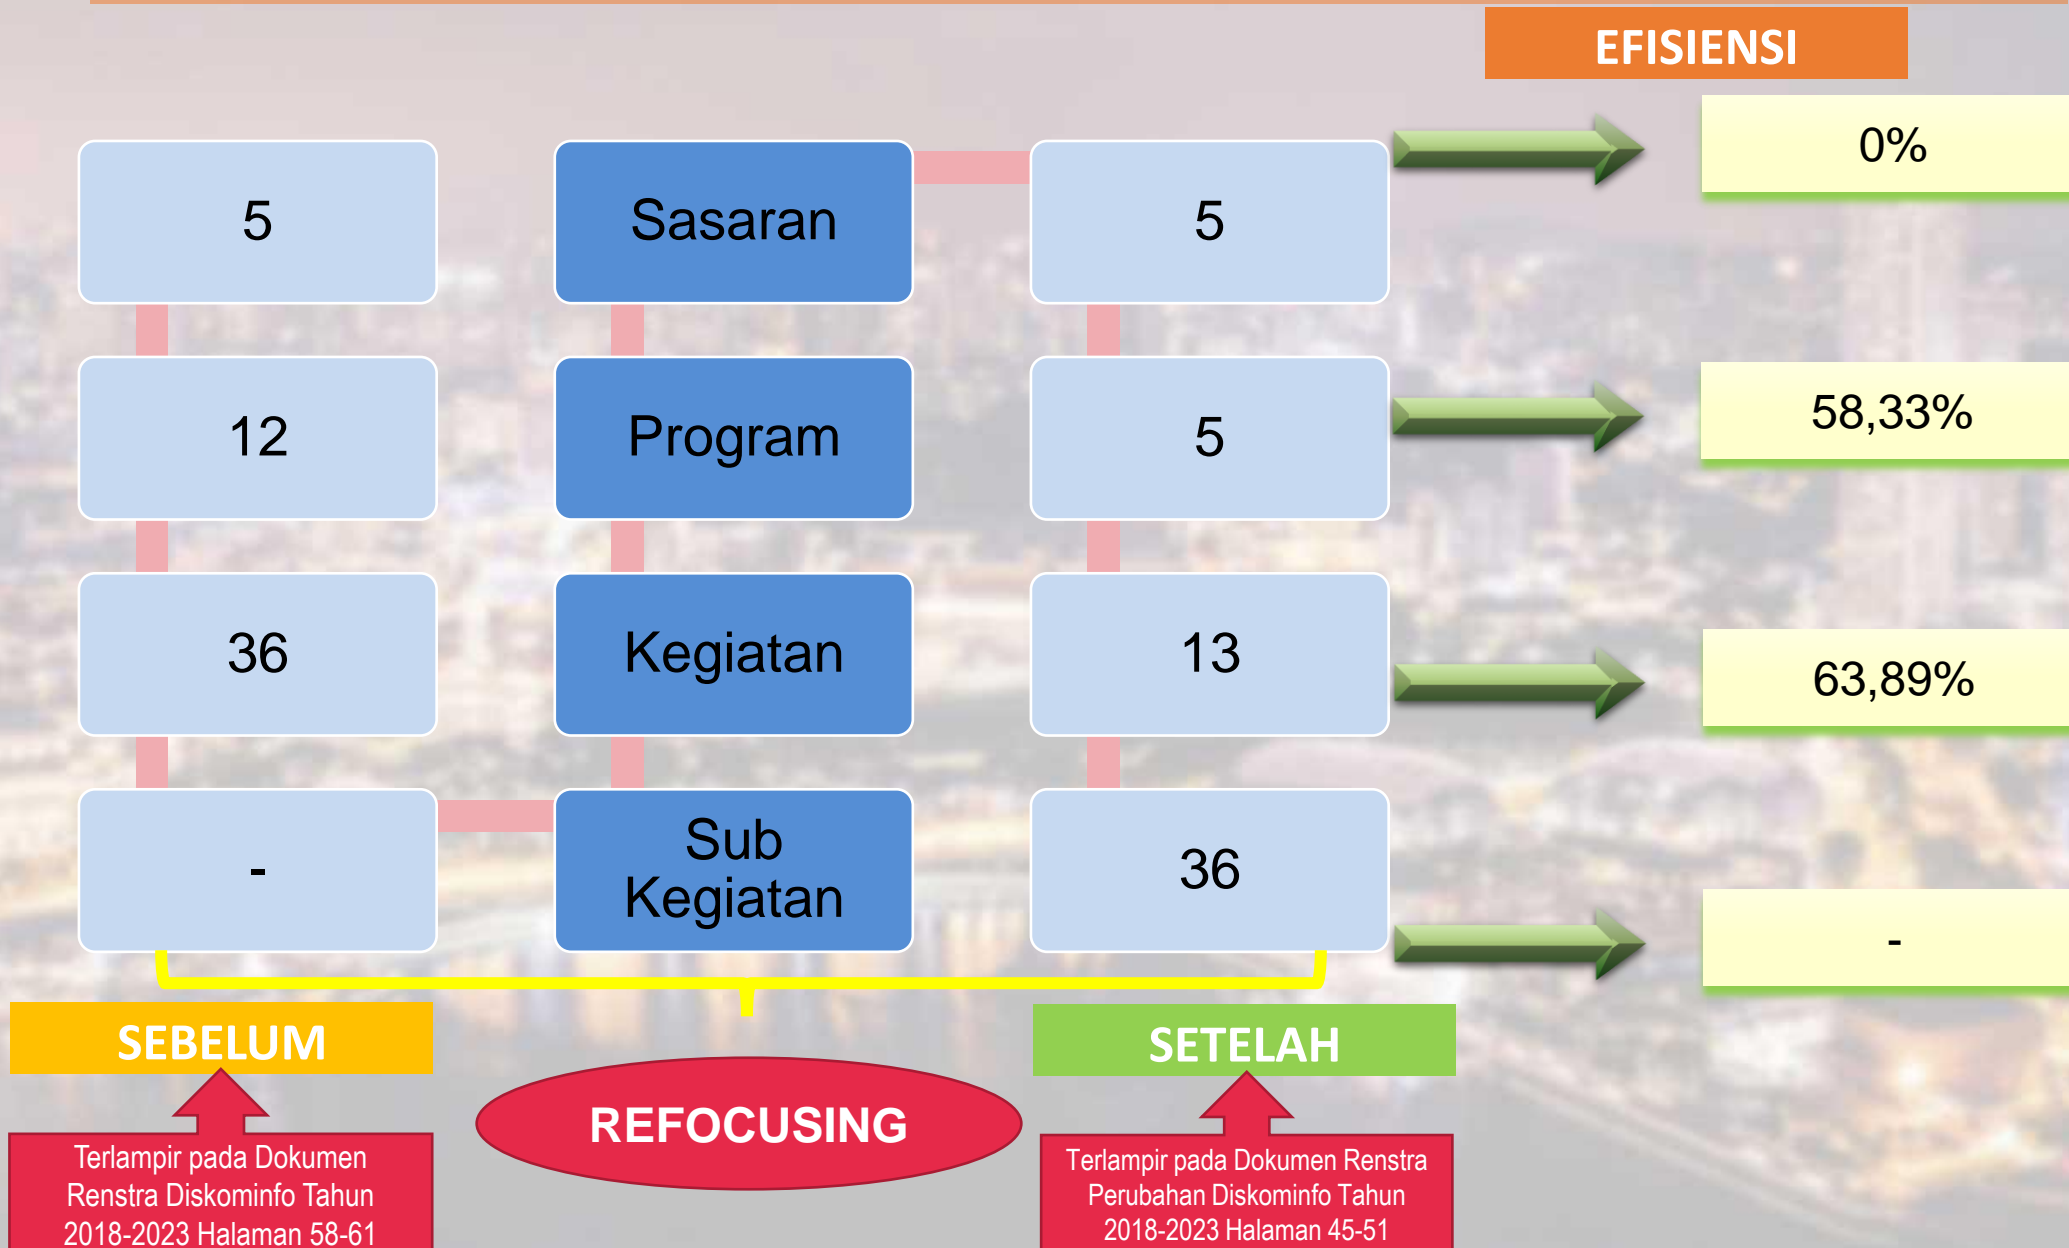 EFISIENSI
5
Sasaran
5
0%
12
Program
5
58,33%
36
Kegiatan
13
63,89%
-
Sub
Kegiatan
36
-
SEBELUM
SETELAH
REFOCUSING
Terlampir pada Dokumen
Renstra Diskominfo Tahun
2018-2023 Halaman 58-61
Terlampir pada Dokumen Renstra
Perubahan Diskominfo Tahun
2018-2023 Halaman 45-51